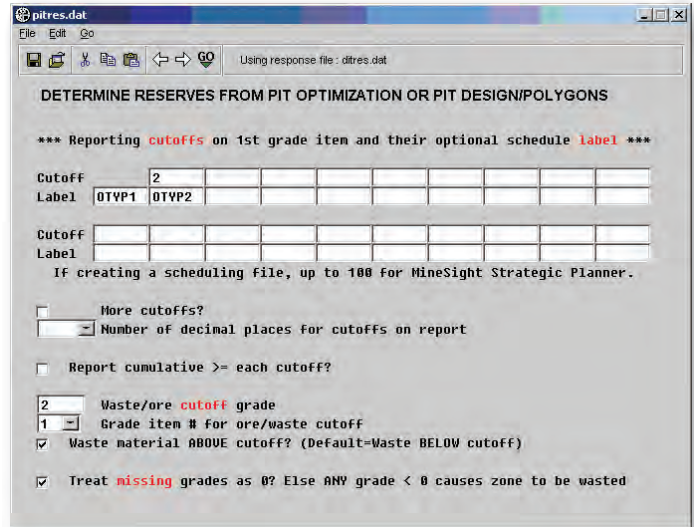 pitres.dat
File Edit Go
GO Using response file : ditres.dat
DETERMINE RESERVES FROM PIT OPTIMIZATION OR PIT DESIGN/POLYGONS
*** Reporting cutoffs on 1st grade item and their optional schedule label ***
Cutoff 2
Label OTYP1 OTYP2
Cutoff
Label
If creating a scheduling file, up to 100 for MineSight Strategic Planner.
More cutoffs?
Number of decimal places for cutoffs on report
Report cumulative >= each cutoff?
2 Waste/ore cutoff grade
1 Grade item # for ore/waste cutoff
Waste material ABOVE cutoff? (Default=Waste BELOW cutoff)
Treat missing grades as 0? Else ANY grade < 0 causes zone to be wasted